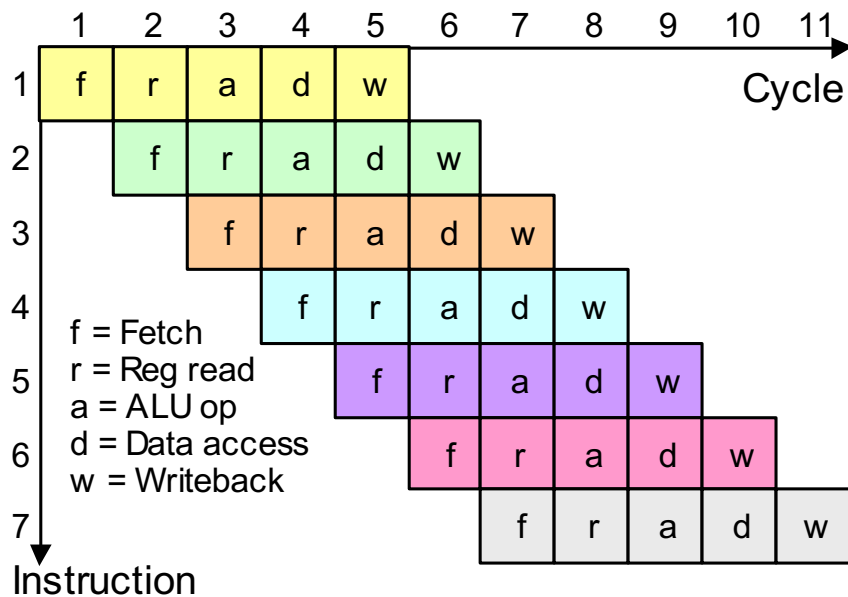 1 2 3 4 5 6 7 8 9 10 11
Cycle
1 f r a d w
2 f r a d w
3 f r a d w
4 f r a d w
5 f r a d w
6 f r a d w
7 f r a d w
f = Fetch
r = Reg read
a = ALU op
d = Data access
w = Writeback
Instruction